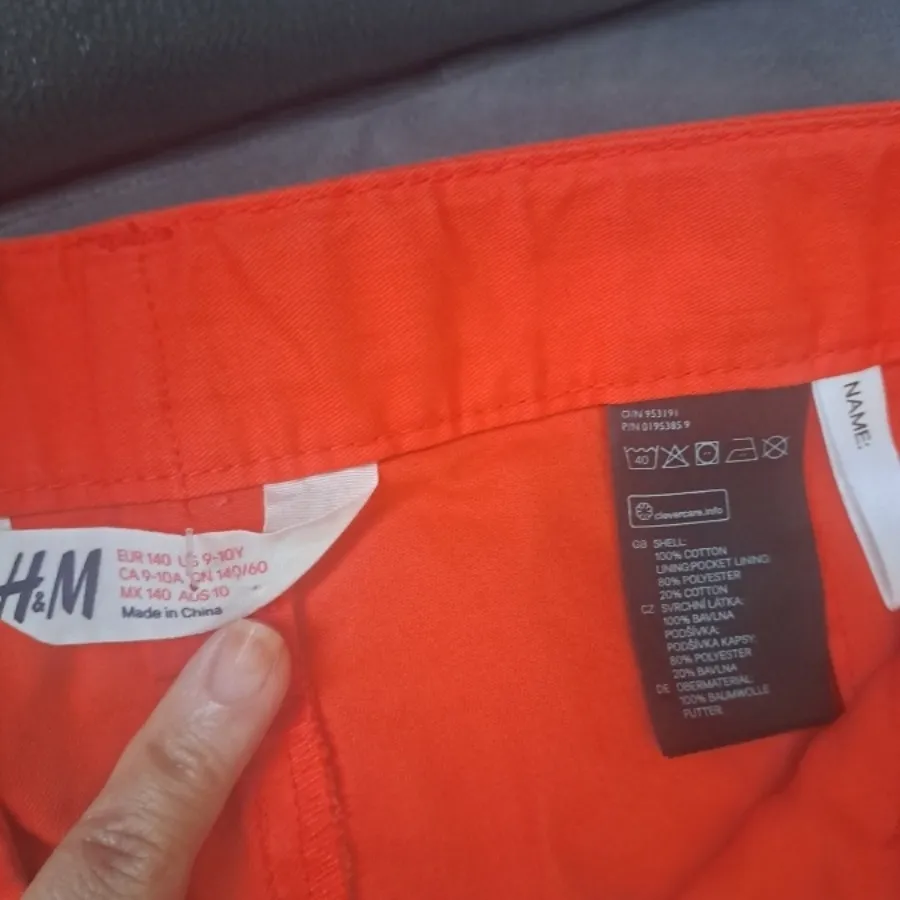 H&M
EUR 140 US 9-10Y
CA 9-10A CN 140/60
MX 140 AUS 10
Made in China
O/N 953191
P/N 0195385 9
40
clevercare.info
GB SHELL:
100% COTTON
LINING:POCKET LINING:
80% POLYESTER
20% COTTON
CZ SVRCHNÍ LÁTKA:
100% BAVLNA
PODŠÍVKA:
PODŠÍVKA KAPSY:
80% POLYESTER
20% BAVLNA
DE OBERMATERIAL:
100% BAUMWOLLE
FUTTER:
NAME: